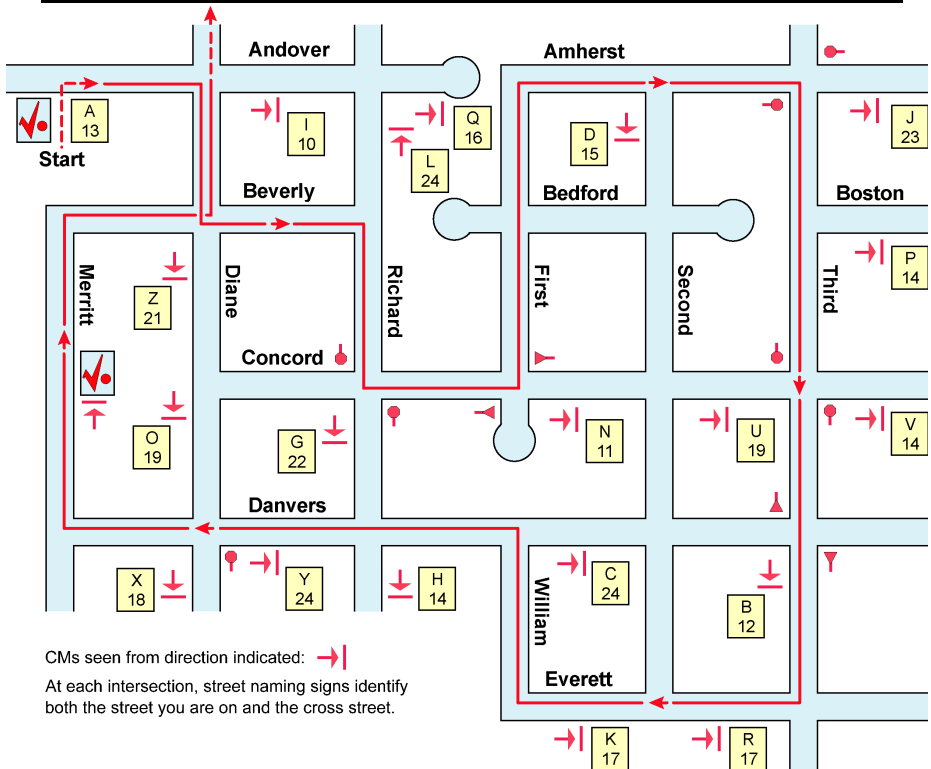 Andover
Amherst
A
13
Start
I
10
Q
16
L
24
D
15
J
23
Beverly
Bedford
Boston
Merritt
Z
21
Diane
Richard
First
Second
Third
P
14
Concord
O
19
G
22
N
11
U
19
V
14
Danvers
X
18
Y
24
H
14
William
C
24
B
12
CMs seen from direction indicated:
At each intersection, street naming signs identify
both the street you are on and the cross street.
Everett
K
17
R
17